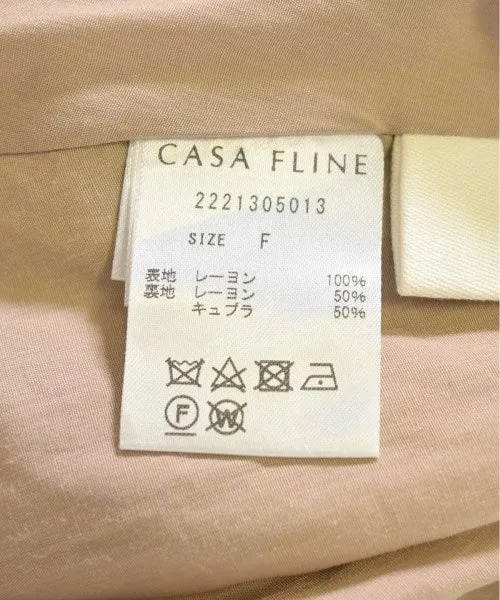 CASA FLINE
2221305013
SIZE F
表地 レーヨン 100%
裏地 レーヨン 50%
キュプラ 50%
F
W